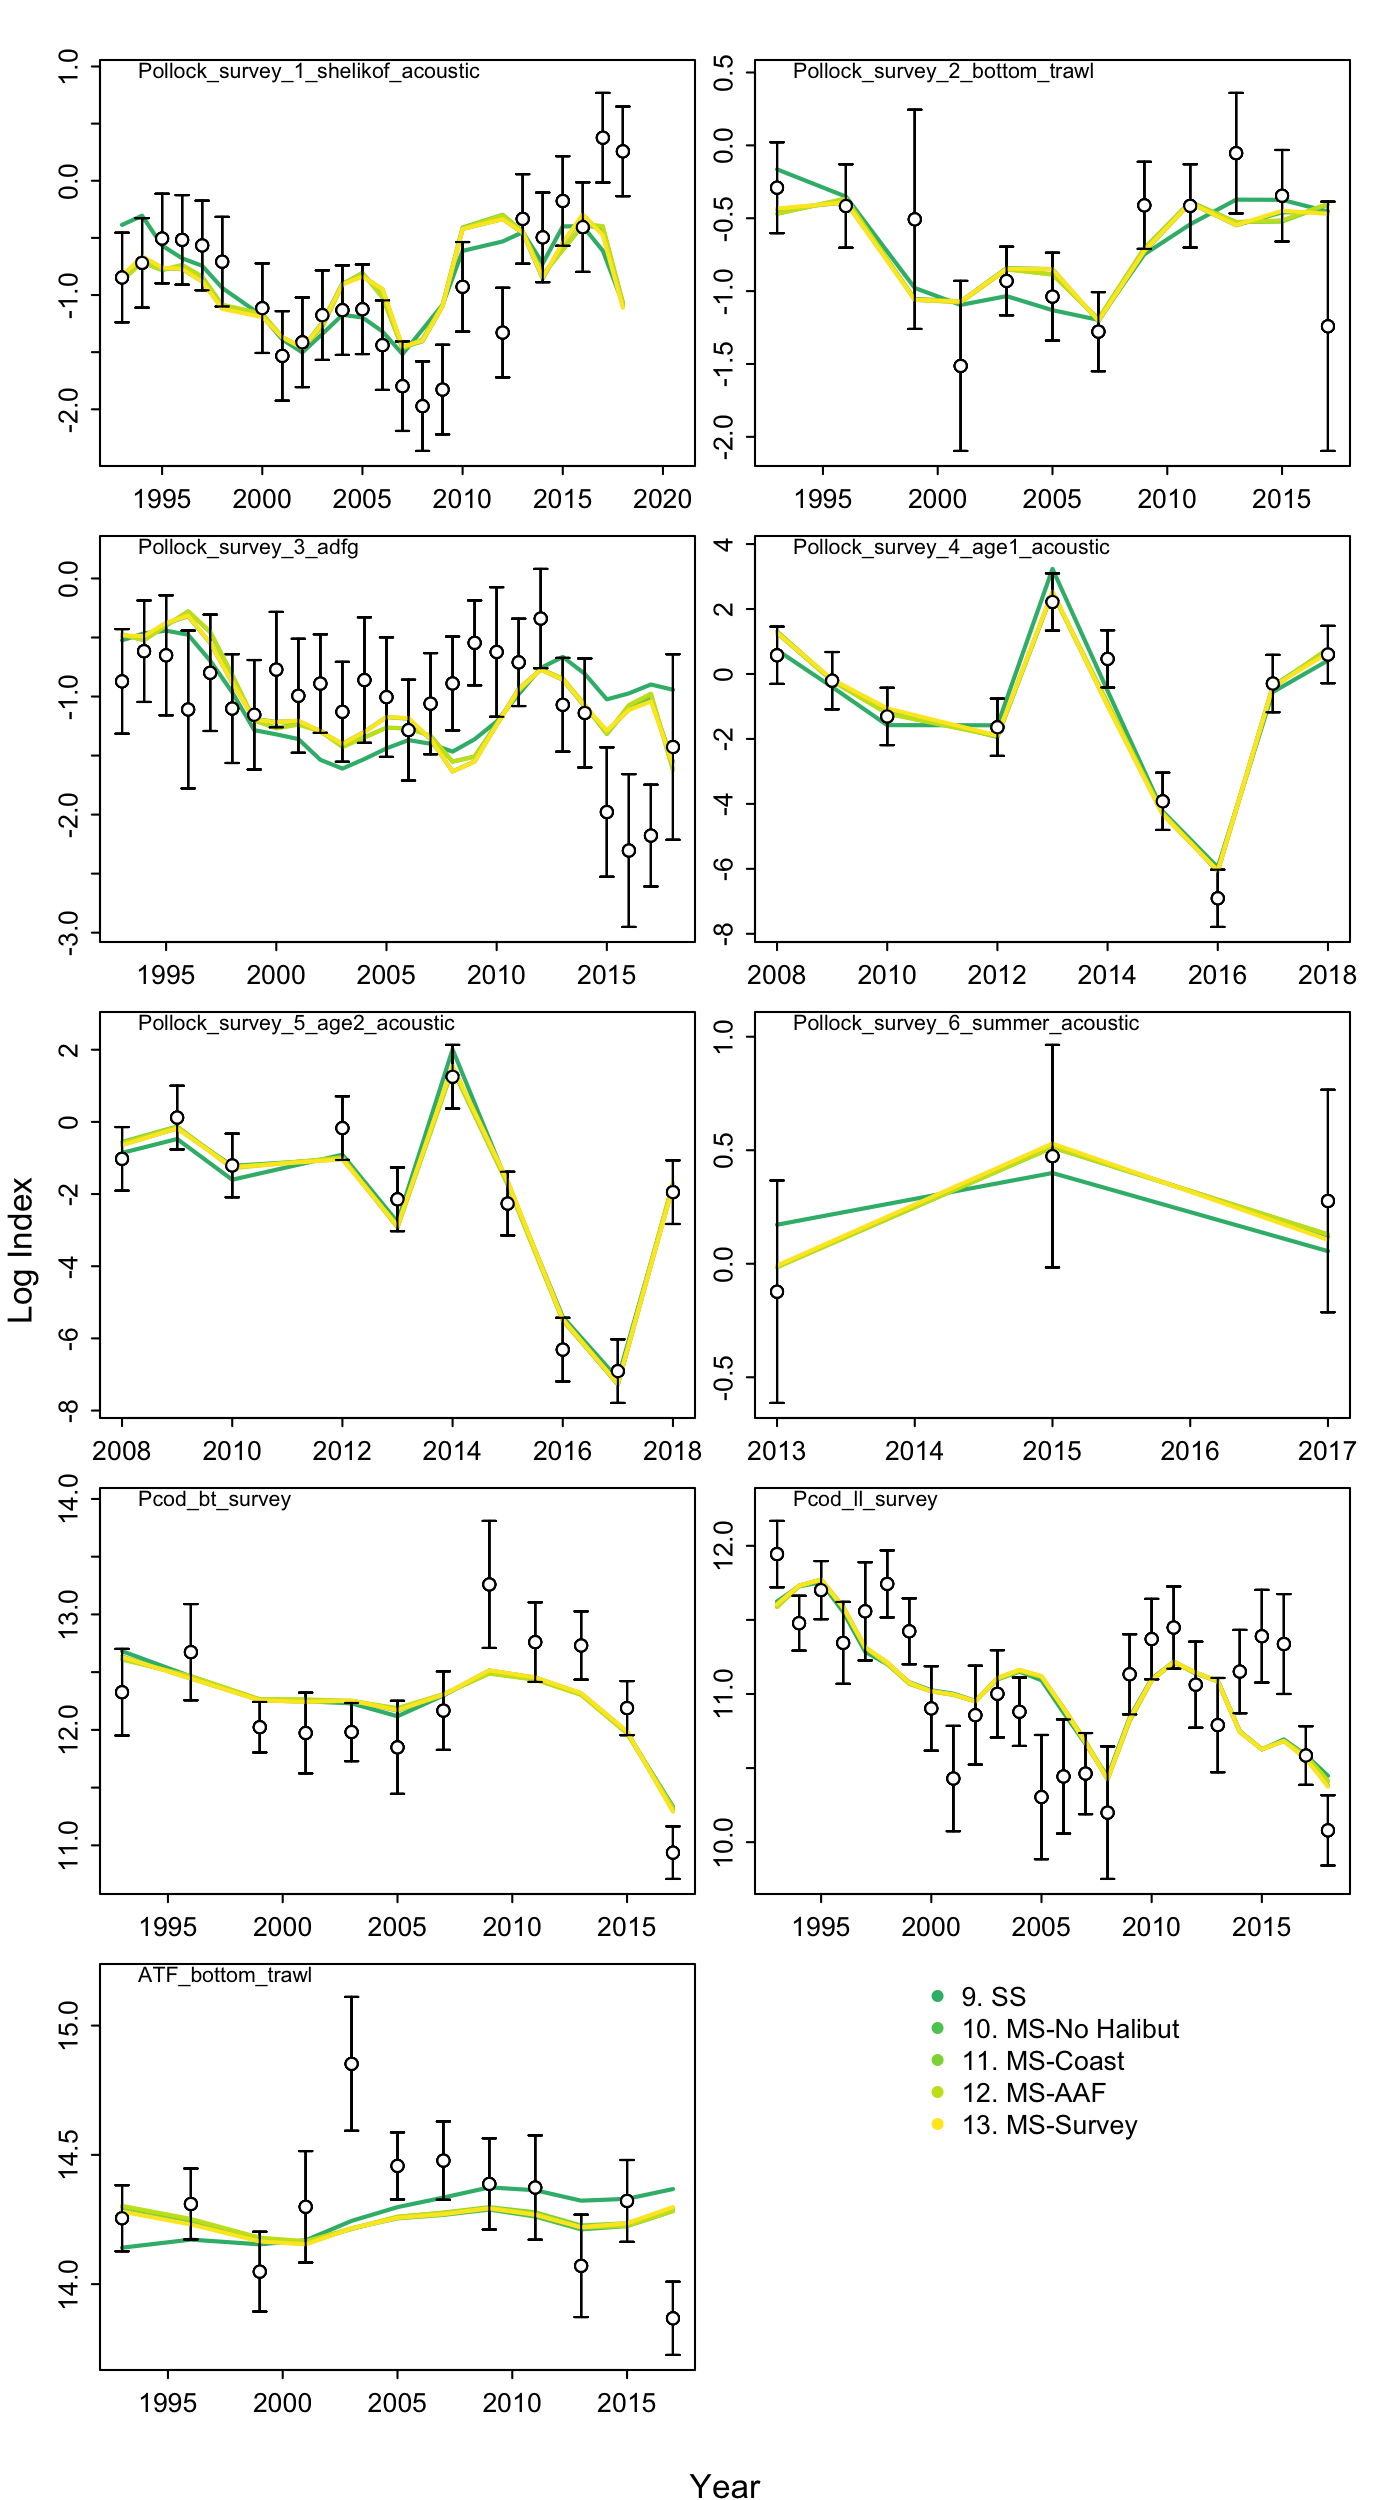 Pollock_survey_1_shelikof_acoustic
1.0
0.0
-1.0
-2.0
1995 2000 2005 2010 2015 2020
Pollock_survey_2_bottom_trawl
0.5
0.0
-0.5
-1.0
-1.5
-2.0
1995 2000 2005 2010 2015
Pollock_survey_3_adfg
0.0
-1.0
-2.0
-3.0
1995 2000 2005 2010 2015
Pollock_survey_4_age1_acoustic
4
2
0
-2
-4
-6
-8
2008 2010 2012 2014 2016 2018
Pollock_survey_5_age2_acoustic
2
0
-2
-4
-6
-8
2008 2010 2012 2014 2016 2018
Pollock_survey_6_summer_acoustic
1.0
0.5
0.0
-0.5
2013 2014 2015 2016 2017
Log Index
Pcod_bt_survey
14.0
13.0
12.0
11.0
1995 2000 2005 2010 2015
Pcod_ll_survey
12.0
11.0
10.0
1995 2000 2005 2010 2015
ATF_bottom_trawl
15.0
14.5
14.0
1995 2000 2005 2010 2015
9. SS
10. MS-No Halibut
11. MS-Coast
12. MS-AAF
13. MS-Survey
Year